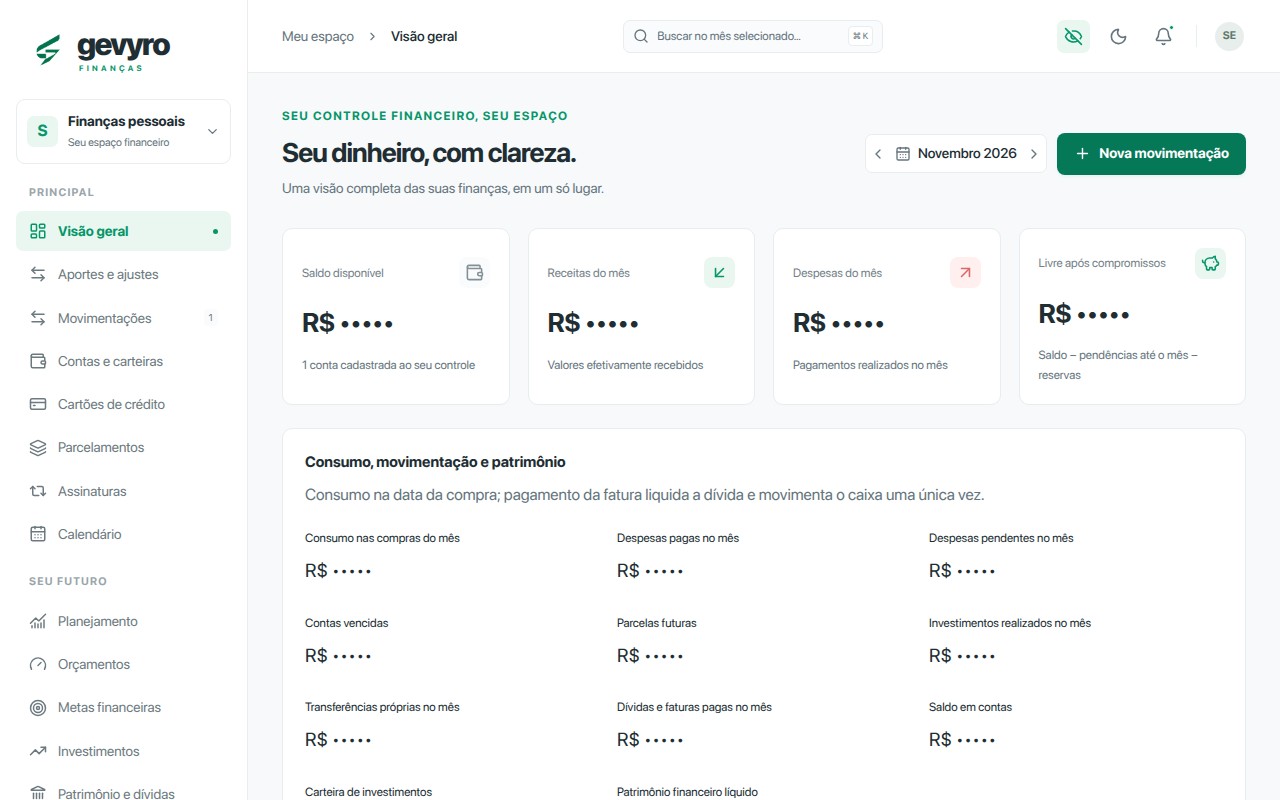 gevyro
FINANÇAS
S
Finanças pessoais
Seu espaço financeiro
PRINCIPAL
Visão geral
Aportes e ajustes
Movimentações
1
Contas e carteiras
Cartões de crédito
Parcelamentos
Assinaturas
Calendário
SEU FUTURO
Planejamento
Orçamentos
Metas financeiras
Investimentos
Patrimônio e dívidas
Meu espaço
Visão geral
Buscar no mês selecionado...
⌘ K
SE
SEU CONTROLE FINANCEIRO, SEU ESPAÇO
Seu dinheiro, com clareza.
Uma visão completa das suas finanças, em um só lugar.
Novembro 2026
Nova movimentação
Saldo disponível
R$ •••••
1 conta cadastrada ao seu controle
Receitas do mês
R$ •••••
Valores efetivamente recebidos
Despesas do mês
R$ •••••
Pagamentos realizados no mês
Livre após compromissos
R$ •••••
Saldo – pendências até o mês –
reservas
Consumo, movimentação e patrimônio
Consumo na data da compra; pagamento da fatura liquida a dívida e movimenta o caixa uma única vez.
Consumo nas compras do mês
R$ •••••
Despesas pagas no mês
R$ •••••
Despesas pendentes no mês
R$ •••••
Contas vencidas
R$ •••••
Parcelas futuras
R$ •••••
Investimentos realizados no mês
R$ •••••
Transferências próprias no mês
R$ •••••
Dívidas e faturas pagas no mês
R$ •••••
Saldo em contas
R$ •••••
Carteira de investimentos
Patrimônio financeiro líquido